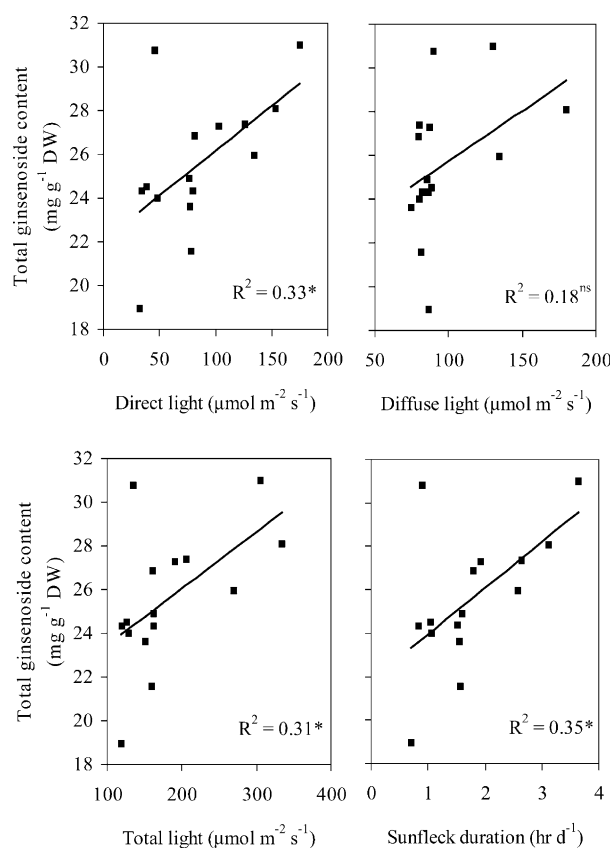 Total ginsenoside content
(mg g⁻¹ DW)
32
30
28
26
24
22
20
18
R² = 0.33*
R² = 0.18ⁿˢ
0
50
100
150
200
50
100
150
200
Direct light (µmol m⁻² s⁻¹)
Diffuse light (µmol m⁻² s⁻¹)
Total ginsenoside content
(mg g⁻¹ DW)
32
30
28
26
24
22
20
18
R² = 0.31*
R² = 0.35*
100
200
300
400
0
1
2
3
4
Total light (µmol m⁻² s⁻¹)
Sunfleck duration (hr d⁻¹)